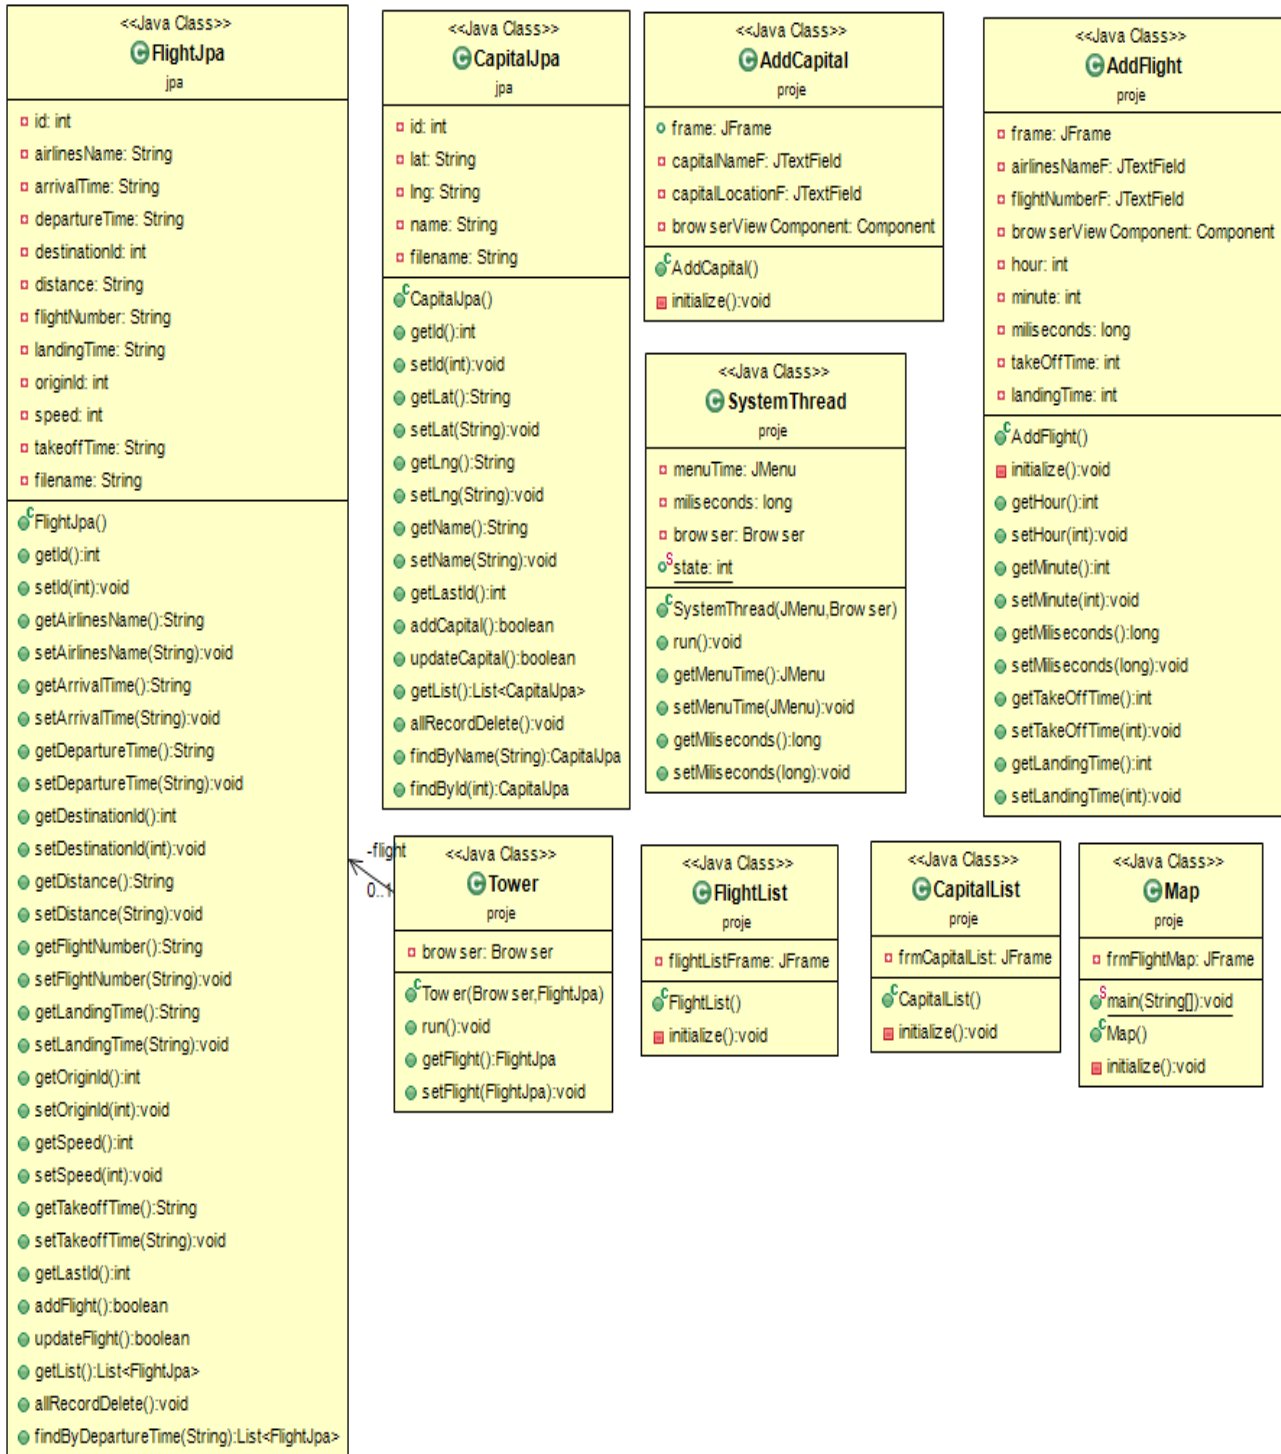 <<Java Class>>
FlightJpa
jpa
id: int
airlinesName: String
arrivalTime: String
departureTime: String
destinationId: int
distance: String
flightNumber: String
landingTime: String
originId: int
speed: int
takeoffTime: String
filename: String
FlightJpa()
getId():int
setId(int):void
getAirlinesName():String
setAirlinesName(String):void
getArrivalTime():String
setArrivalTime(String):void
getDepartureTime():String
setDepartureTime(String):void
getDestinationId():int
setDestinationId(int):void
getDistance():String
setDistance(String):void
getFlightNumber():String
setFlightNumber(String):void
getLandingTime():String
setLandingTime(String):void
getOriginId():int
setOriginId(int):void
getSpeed():int
setSpeed(int):void
getTakeoffTime():String
setTakeoffTime(String):void
getLastId():int
addFlight():boolean
updateFlight():boolean
getList():List<FlightJpa>
allRecordDelete():void
findByDepartureTime(String):List<FlightJpa>
<<Java Class>>
CapitalJpa
jpa
id: int
lat: String
lng: String
name: String
filename: String
CapitalJpa()
getId():int
setId(int):void
getLat():String
setLat(String):void
getLng():String
setLng(String):void
getName():String
setName(String):void
getLastId():int
addCapital():boolean
updateCapital():boolean
getList():List<CapitalJpa>
allRecordDelete():void
findByName(String):CapitalJpa
findById(int):CapitalJpa
<<Java Class>>
AddCapital
proje
frame: JFrame
capitalNameF: JTextField
capitalLocationF: JTextField
browserViewComponent: Component
AddCapital()
initialize():void
<<Java Class>>
SystemThread
proje
menuTime: JMenu
miliseconds: long
browser: Browser
state: int
SystemThread(JMenu,Browser)
run():void
getMenuTime():JMenu
setMenuTime(JMenu):void
getMiliseconds():long
setMiliseconds(long):void
<<Java Class>>
AddFlight
proje
frame: JFrame
airlinesNameF: JTextField
flightNumberF: JTextField
browserViewComponent: Component
hour: int
minute: int
miliseconds: long
takeOffTime: int
landingTime: int
AddFlight()
initialize():void
getHour():int
setHour(int):void
getMinute():int
setMinute(int):void
getMiliseconds():long
setMiliseconds(long):void
getTakeOffTime():int
setTakeOffTime(int):void
getLandingTime():int
setLandingTime(int):void
-flight
0..1
<<Java Class>>
Tower
proje
browser: Browser
Tower(Browser,FlightJpa)
run():void
getFlight():FlightJpa
setFlight(FlightJpa):void
<<Java Class>>
FlightList
proje
flightListFrame: JFrame
FlightList()
initialize():void
<<Java Class>>
CapitalList
proje
frmCapitalList: JFrame
CapitalList()
initialize():void
<<Java Class>>
Map
proje
frmFlightMap: JFrame
main(String[]):void
Map()
initialize():void